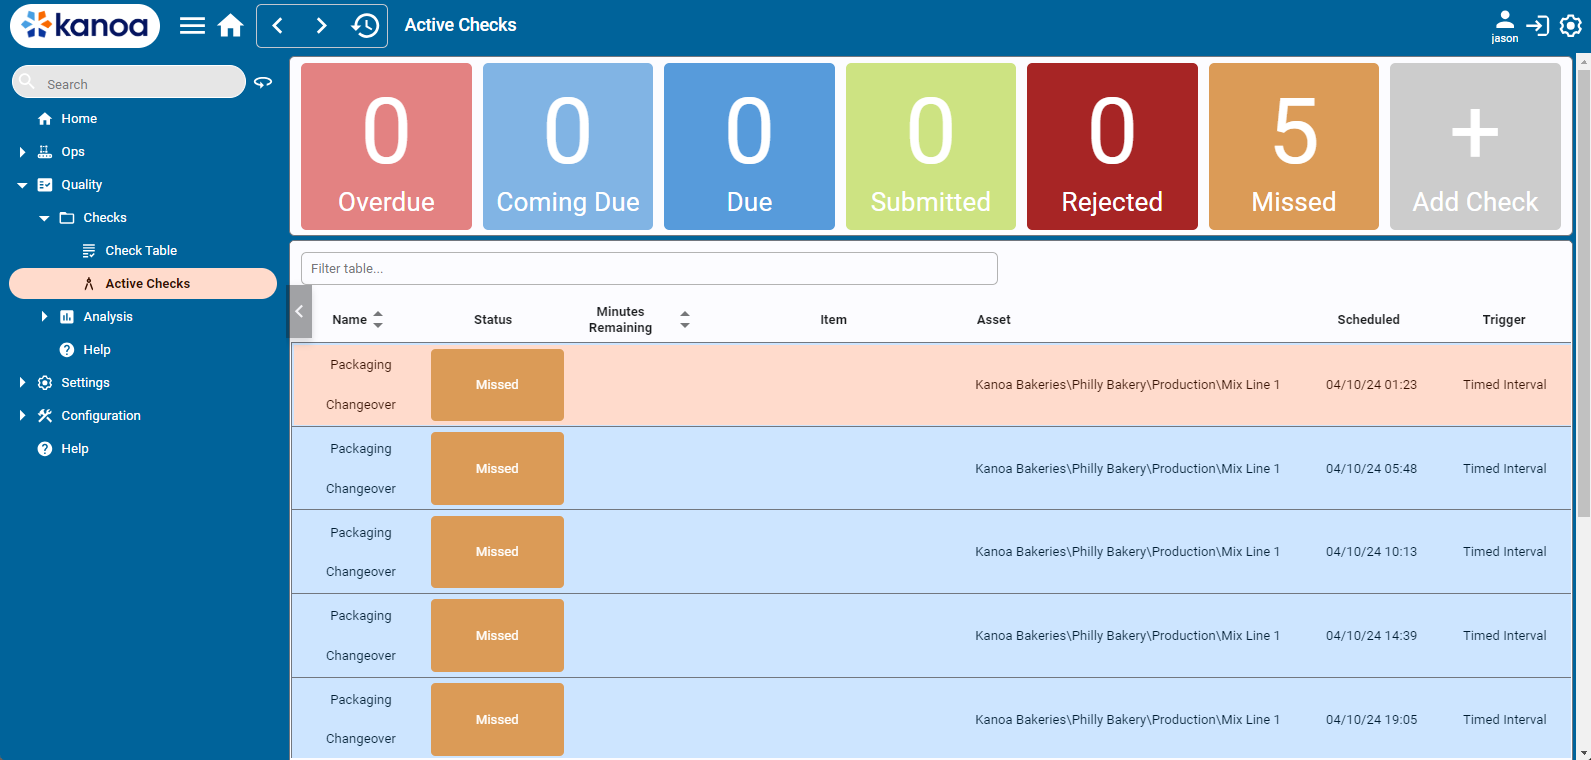 kanoa
Active Checks
jason
Search
Home
Ops
Quality
Checks
Check Table
Active Checks
Analysis
Help
Settings
Configuration
Help
0
Overdue
0
Coming Due
0
Due
0
Submitted
0
Rejected
5
Missed
+
Add Check
Filter table...
Name Status Minutes Remaining Item Asset Scheduled Trigger
Packaging Changeover Missed Kanoa Bakeries\Philly Bakery\Production\Mix Line 1 04/10/24 01:23 Timed Interval
Packaging Changeover Missed Kanoa Bakeries\Philly Bakery\Production\Mix Line 1 04/10/24 05:48 Timed Interval
Packaging Changeover Missed Kanoa Bakeries\Philly Bakery\Production\Mix Line 1 04/10/24 10:13 Timed Interval
Packaging Changeover Missed Kanoa Bakeries\Philly Bakery\Production\Mix Line 1 04/10/24 14:39 Timed Interval
Packaging Changeover Missed Kanoa Bakeries\Philly Bakery\Production\Mix Line 1 04/10/24 19:05 Timed Interval